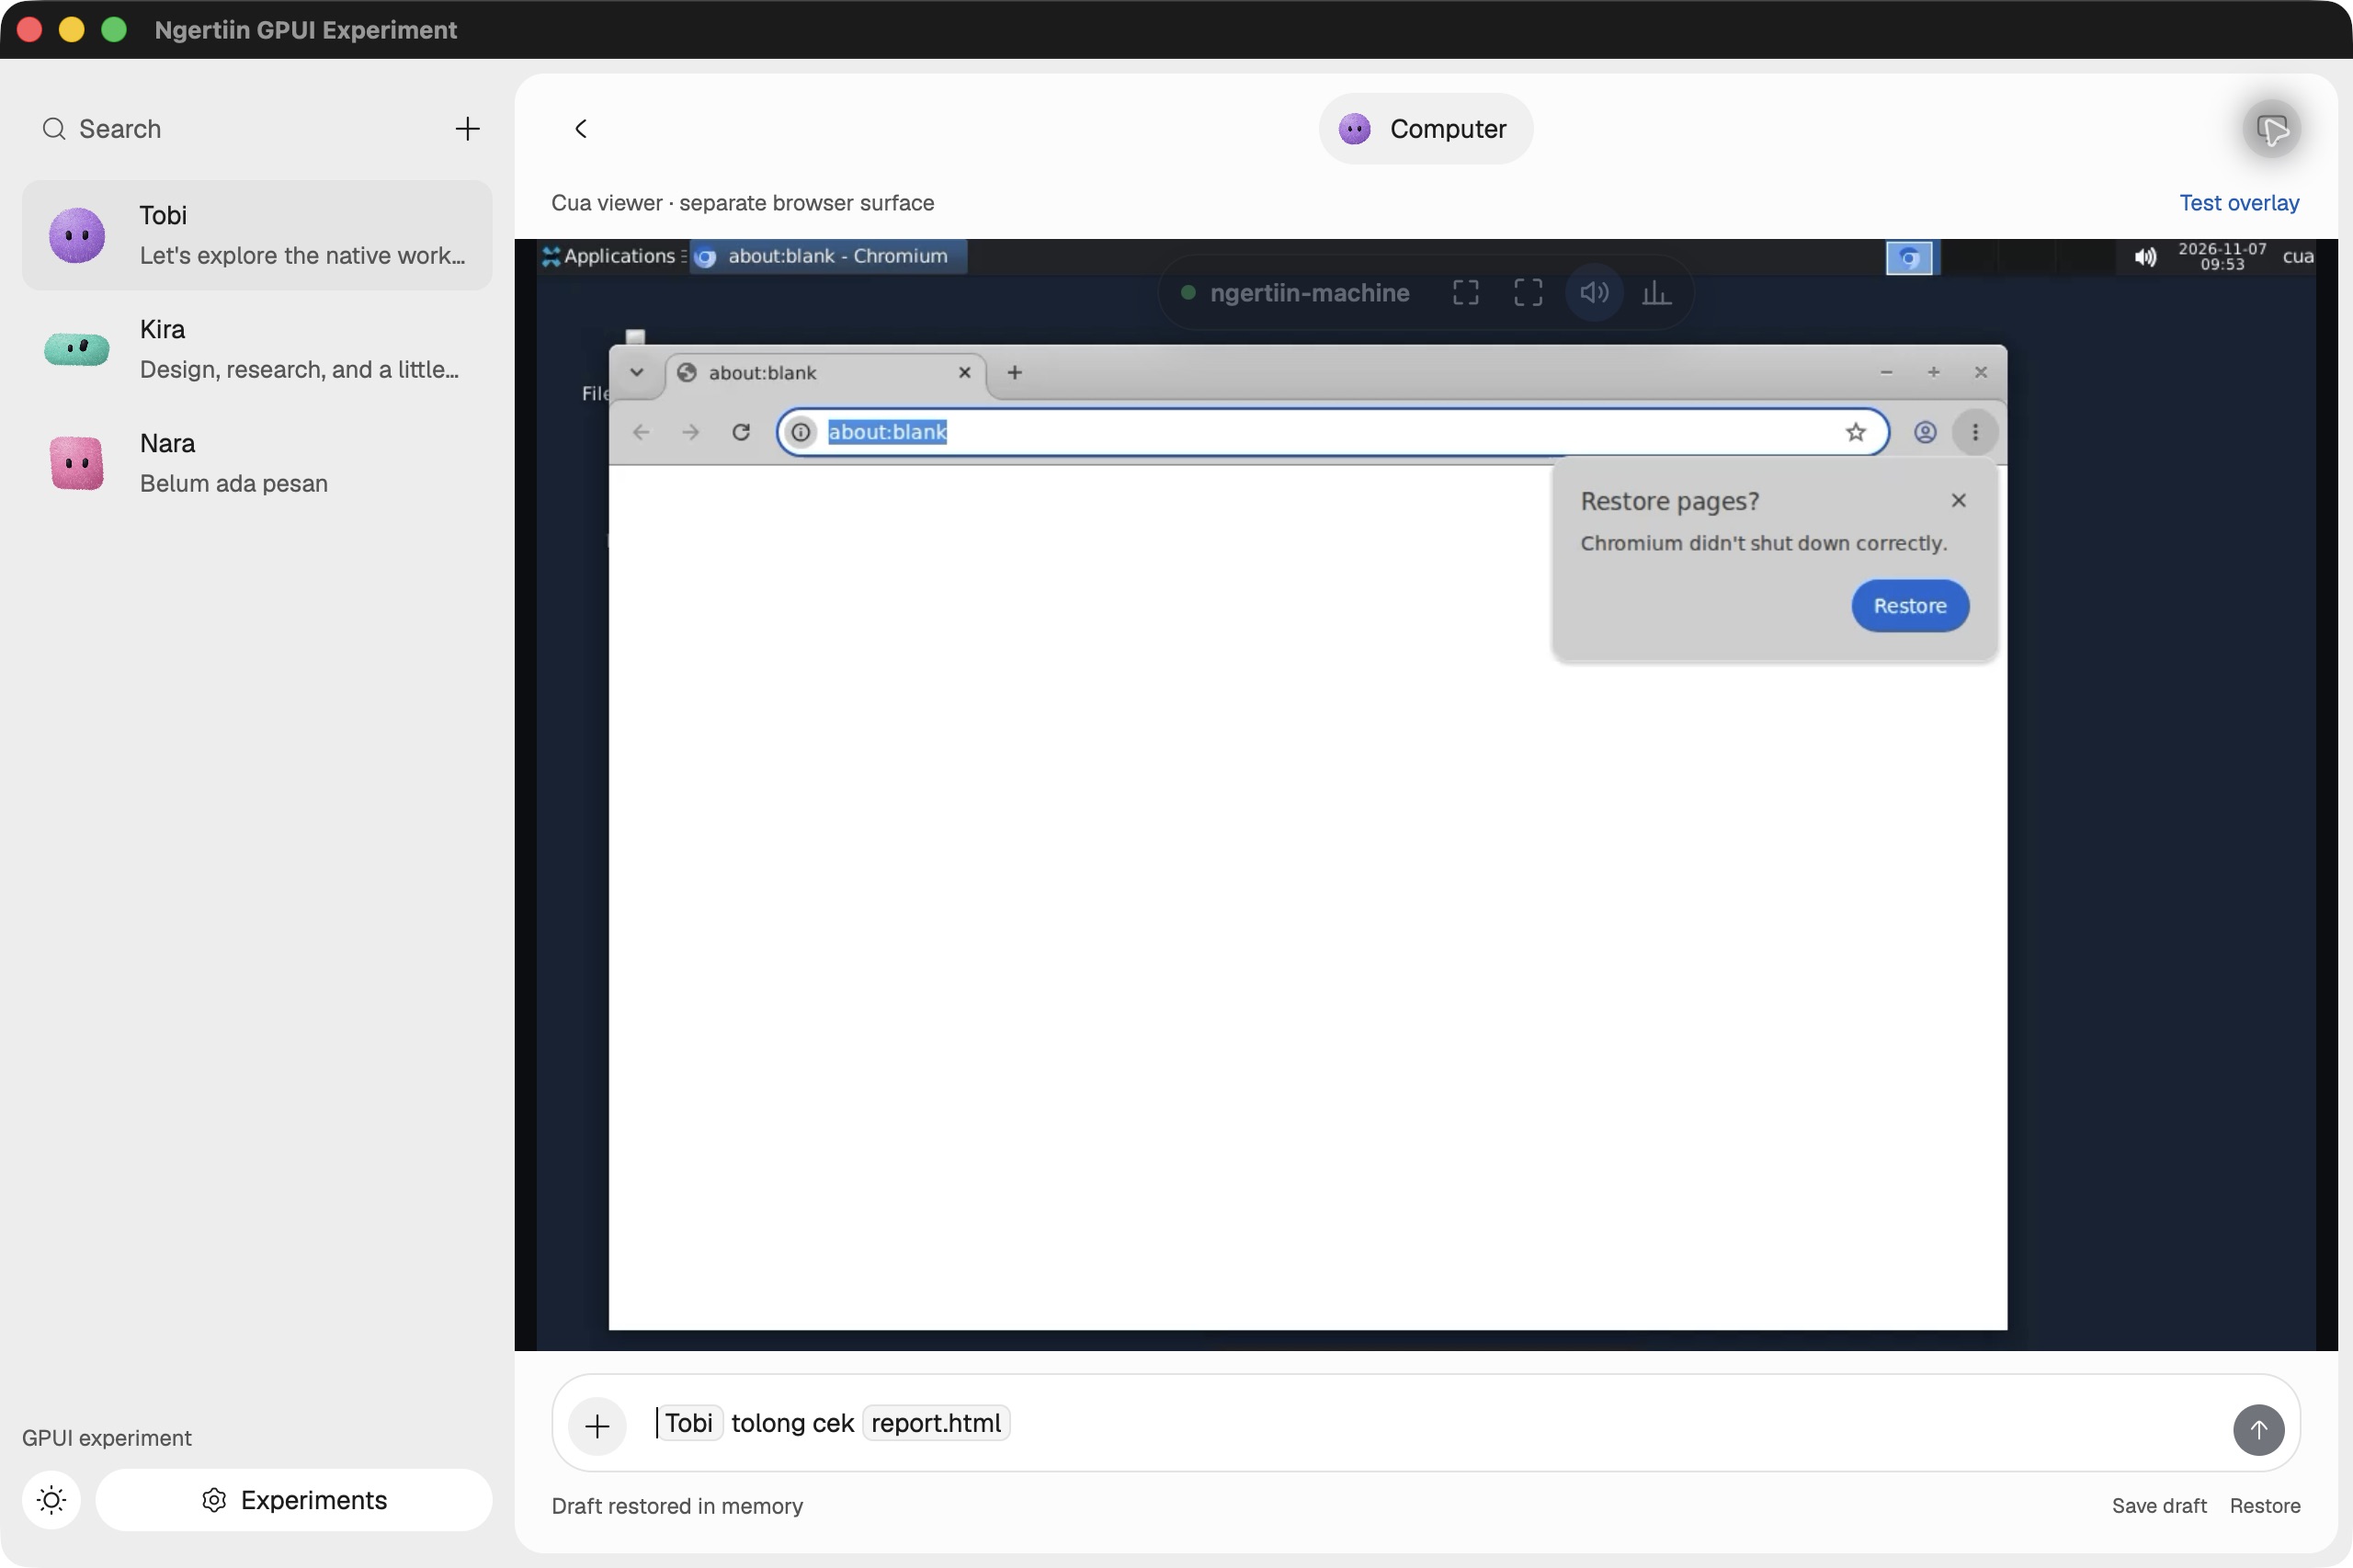 Ngertiin GPUI Experiment
Search
Tobi
Let's explore the native work...
Kira
Design, research, and a little...
Nara
Belum ada pesan
GPUI experiment
Experiments
Computer
Cua viewer · separate browser surface
Test overlay
Applications
about:blank - Chromium
2026-11-07
09:53
cua
ngertiin-machine
File
about:blank
about:blank
Restore pages?
Chromium didn't shut down correctly.
Restore
Tobi tolong cek report.html
Draft restored in memory
Save draft
Restore